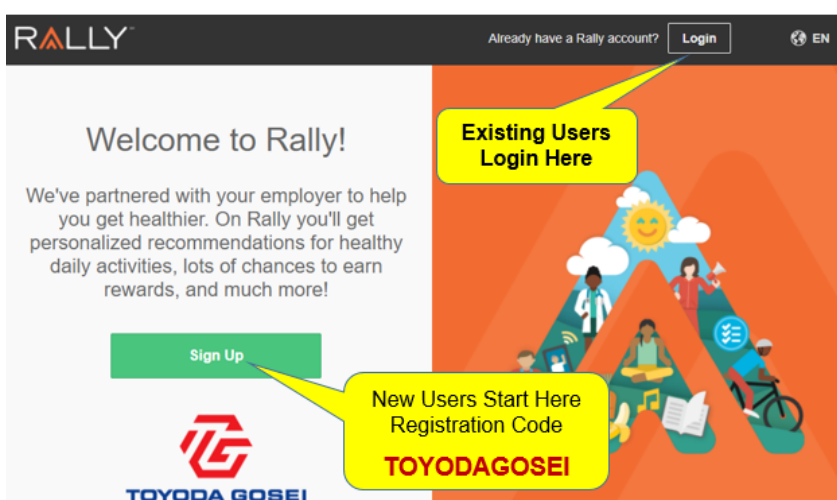 RALLY
Already have a Rally account?
Login
EN
Existing Users
Login Here
Welcome to Rally!
We've partnered with your employer to help
you get healthier. On Rally you'll get
personalized recommendations for healthy
daily activities, lots of chances to earn
rewards, and much more!
Sign Up
New Users Start Here
Registration Code
TOYODAGOSEI
TG
TOYODA GOSEI